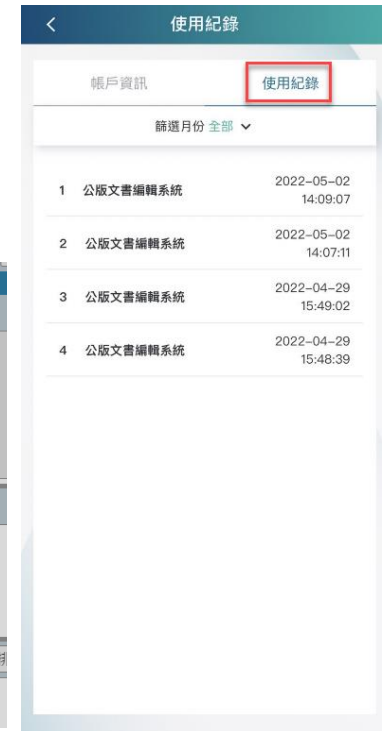 使用紀錄
帳戶資訊 使用紀錄
篩選月份 全部
1 公版文書編輯系統 2022-05-02
14:09:07
2 公版文書編輯系統 2022-05-02
14:07:11
3 公版文書編輯系統 2022-04-29
15:49:02
4 公版文書編輯系統 2022-04-29
15:48:39